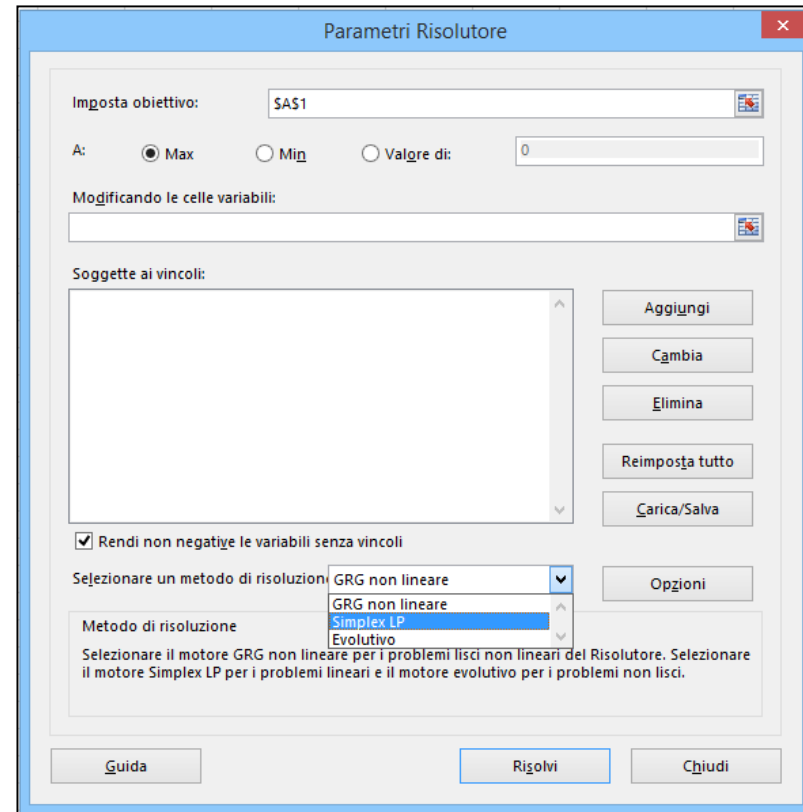 Parametri Risolutore
Imposta obiettivo: $A$1
A: Max Min Valore di: 0
Modificando le celle variabili:
Soggette ai vincoli:
Aggiungi
Cambia
Elimina
Reimposta tutto
Carica/Salva
Rendi non negative le variabili senza vincoli
Selezionare un metodo di risoluzion GRG non lineare Opzioni
GRG non lineare
Simplex LP
Evolutivo
Metodo di risoluzione
Selezionare il motore GRG non lineare per i problemi lisci non lineari del Risolutore. Selezionare
il motore Simplex LP per i problemi lineari e il motore evolutivo per i problemi non lisci.
Guida Risolvi Chiudi